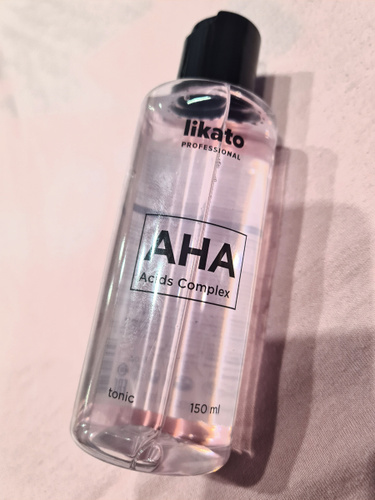 likato
PROFESSIONAL
AHA
Acids Complex
tonic
150 ml